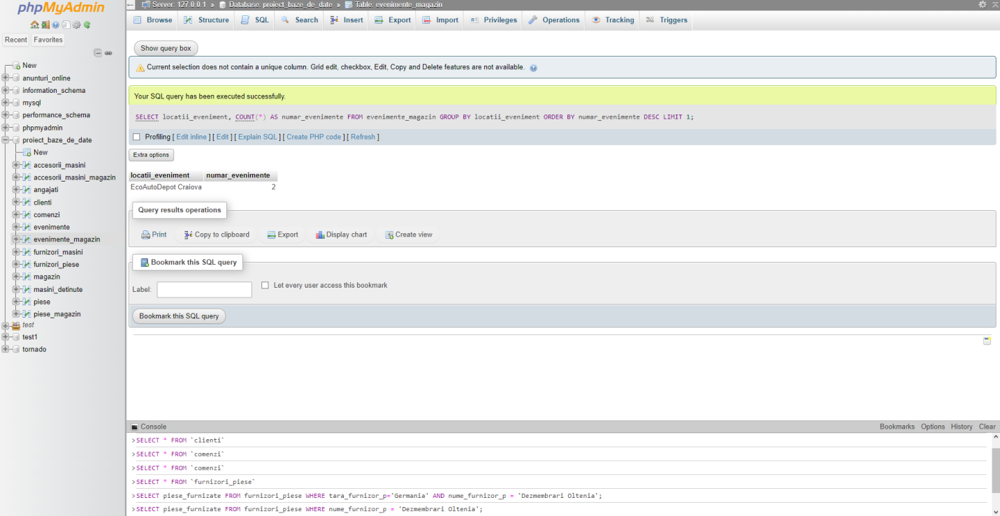 phpMyAdmin
Recent Favorites
New
anunturi_online
information_schema
mysql
performance_schema
phpmyadmin
proiect_baze_de_date
New
accesorii_masini
accesorii_masini_magazin
angajati
clienti
comenzi
evenimente
evenimente_magazin
furnizori_masini
furnizori_piese
magazin
masini_detinute
piese
piese_magazin
test
test1
tornado
Server: 127.0.0.1 » Database: proiect_baze_de_date » Table: evenimente_magazin
Browse Structure SQL Search Insert Export Import Privileges Operations Tracking Triggers
Show query box
Current selection does not contain a unique column. Grid edit, checkbox, Edit, Copy and Delete features are not available.
Your SQL query has been executed successfully.
SELECT locatii_eveniment, COUNT(*) AS numar_evenimente FROM evenimente_magazin GROUP BY locatii_eveniment ORDER BY numar_evenimente DESC LIMIT 1;
Profiling [ Edit inline ] [ Edit ] [ Explain SQL ] [ Create PHP code ] [ Refresh ]
Extra options
locatii_eveniment numar_evenimente
EcoAutoDepot Craiova 2
Query results operations
Print Copy to clipboard Export Display chart Create view
Bookmark this SQL query
Label: Let every user access this bookmark
Bookmark this SQL query
Console Bookmarks Options History Clear
>SELECT * FROM `clienti`
>SELECT * FROM `comenzi`
>SELECT * FROM `comenzi`
>SELECT * FROM `furnizori_piese`
>SELECT piese_furnizate FROM furnizori_piese WHERE tara_furnizor_p='Germania' AND nume_furnizor_p = 'Dezmembrari Oltenia';
>SELECT piese_furnizate FROM furnizori_piese WHERE nume_furnizor_p = 'Dezmembrari Oltenia';